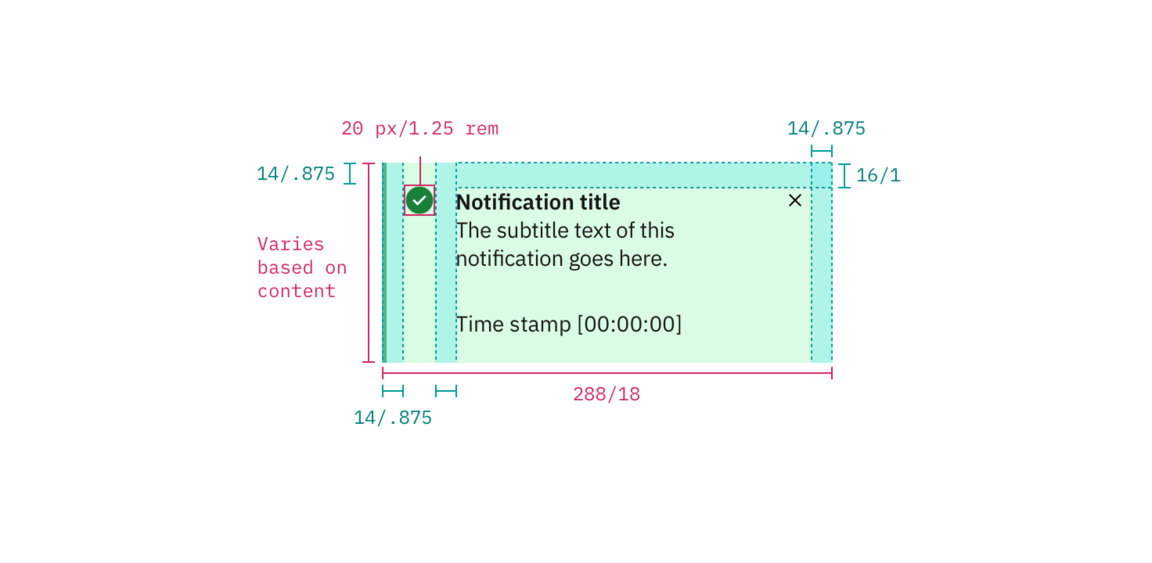 20 px/1.25 rem
14/.875
14/.875
16/1
Notification title
The subtitle text of this
notification goes here.
Varies
based on
content
Time stamp [00:00:00]
288/18
14/.875